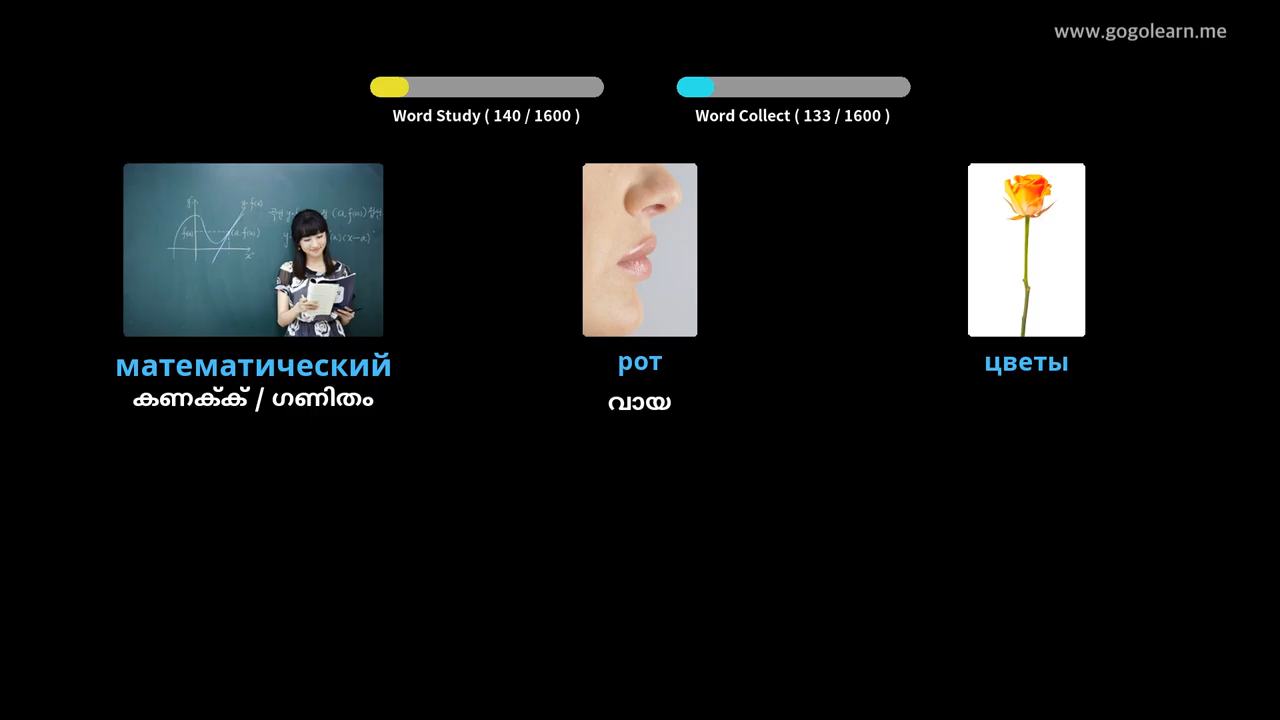 www.gogolearn.me
Word Study ( 140 / 1600 )
Word Collect ( 133 / 1600 )
математический
рот
цветы
കണക്ക് / ഗണിതം
വായ